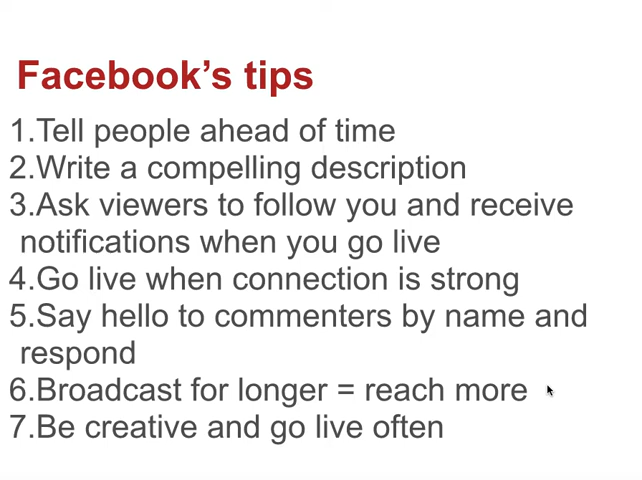 Facebook’s tips
1.Tell people ahead of time
2.Write a compelling description
3.Ask viewers to follow you and receive
notifications when you go live
4.Go live when connection is strong
5.Say hello to commenters by name and
respond
6.Broadcast for longer = reach more
7.Be creative and go live often